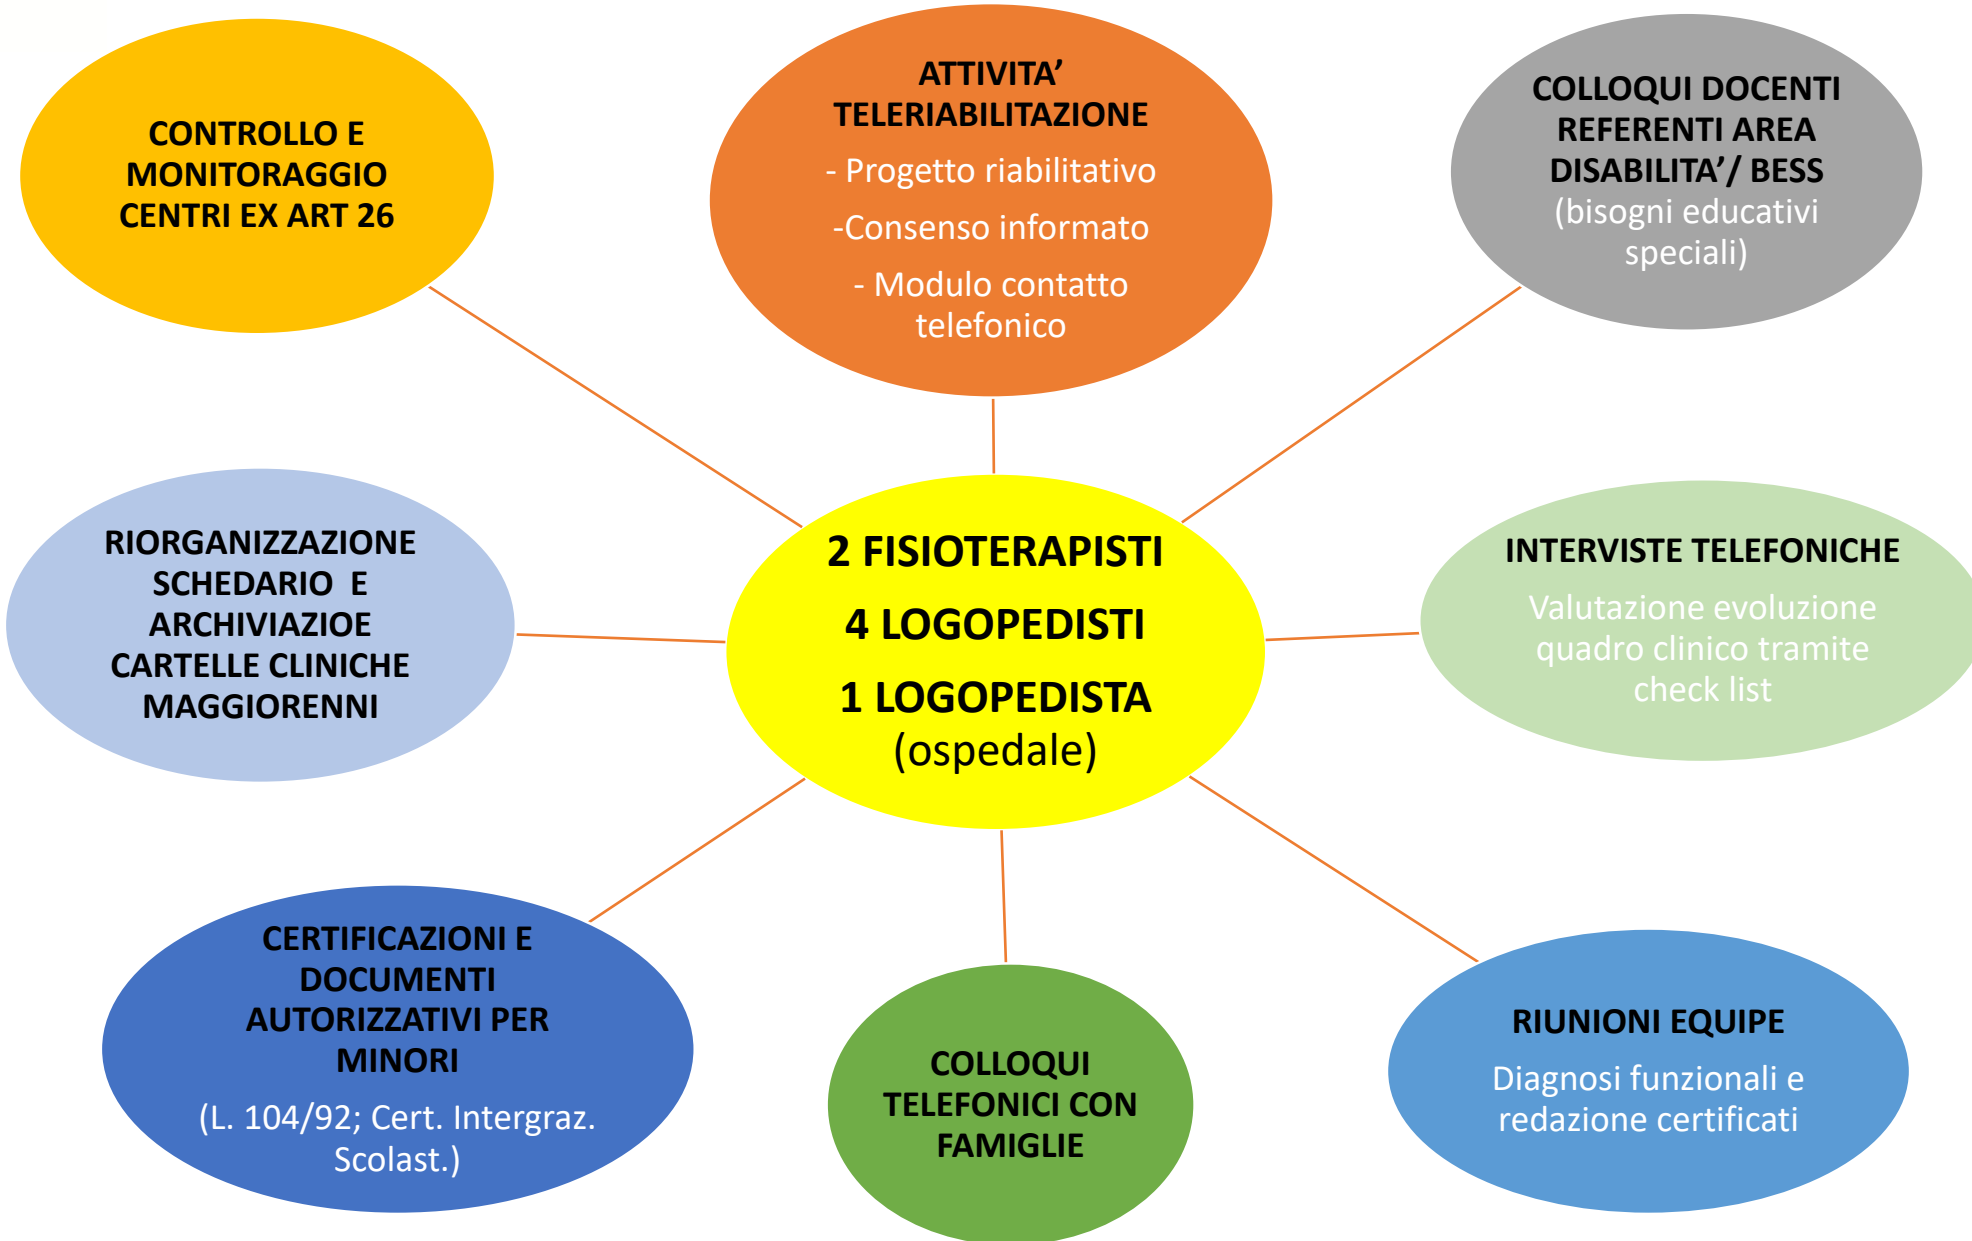 CONTROLLO E
MONITORAGGIO
CENTRI EX ART 26
ATTIVITA’
TELERIABILITAZIONE
- Progetto riabilitativo
-Consenso informato
- Modulo contatto
telefonico
COLLOQUI DOCENTI
REFERENTI AREA
DISABILITA’/ BESS
(bisogni educativi
speciali)
RIORGANIZZAZIONE
SCHEDARIO E
ARCHIVIAZIOE
CARTELLE CLINICHE
MAGGIORENNI
2 FISIOTERAPISTI
4 LOGOPEDISTI
1 LOGOPEDISTA
(ospedale)
INTERVISTE TELEFONICHE
Valutazione evoluzione
quadro clinico tramite
check list
CERTIFICAZIONI E
DOCUMENTI
AUTORIZZATIVI PER
MINORI
(L. 104/92; Cert. Intergraz.
Scolast.)
COLLOQUI
TELEFONICI CON
FAMIGLIE
RIUNIONI EQUIPE
Diagnosi funzionali e
redazione certificati